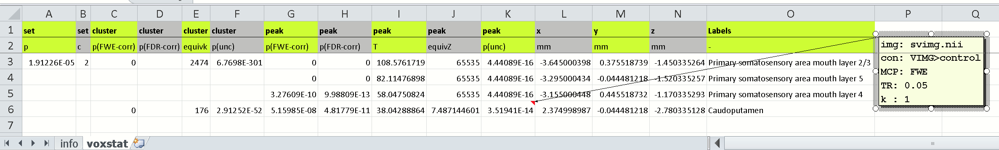 A B C D E F G H I J K L M N O P Q
1 set set cluster cluster cluster cluster peak peak peak peak peak x y z Labels
2 p c p(FWE-corr) p(FDR-corr) equivk p(unc) p(FWE-corr) p(FDR-corr) T equivZ p(unc) mm mm mm -
3 1.91226E-05 2 0 2474 6.7698E-301 0 0 108.5761719 65535 4.44089E-16 -3.645000398 0.375518739 -1.450335264 Primary somatosensory area mouth layer 2/3
4 0 0 82.11476898 65535 4.44089E-16 -3.295000434 -0.044481218 -1.520335257 Primary somatosensory area mouth layer 5
5 3.27609E-10 9.98809E-13 58.04750824 65535 4.44089E-16 -3.155000448 0.445518732 -1.170335293 Primary somatosensory area mouth layer 4
6 0 176 2.91252E-52 5.15985E-08 4.81779E-11 38.04288864 7.487144601 3.51941E-14 2.374998987 -0.044481218 -2.780335128 Caudoputamen
7
img: svimg.nii
con: VIMG>control
MCP: FWE
TR: 0.05
k : 1
info voxstat